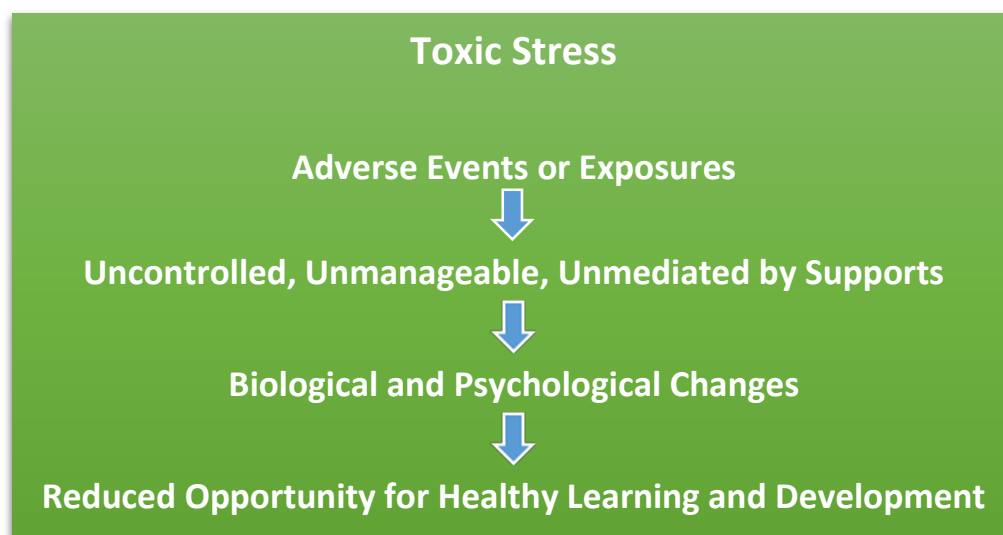 Toxic Stress
Adverse Events or Exposures
Uncontrolled, Unmanageable, Unmediated by Supports
Biological and Psychological Changes
Reduced Opportunity for Healthy Learning and Development